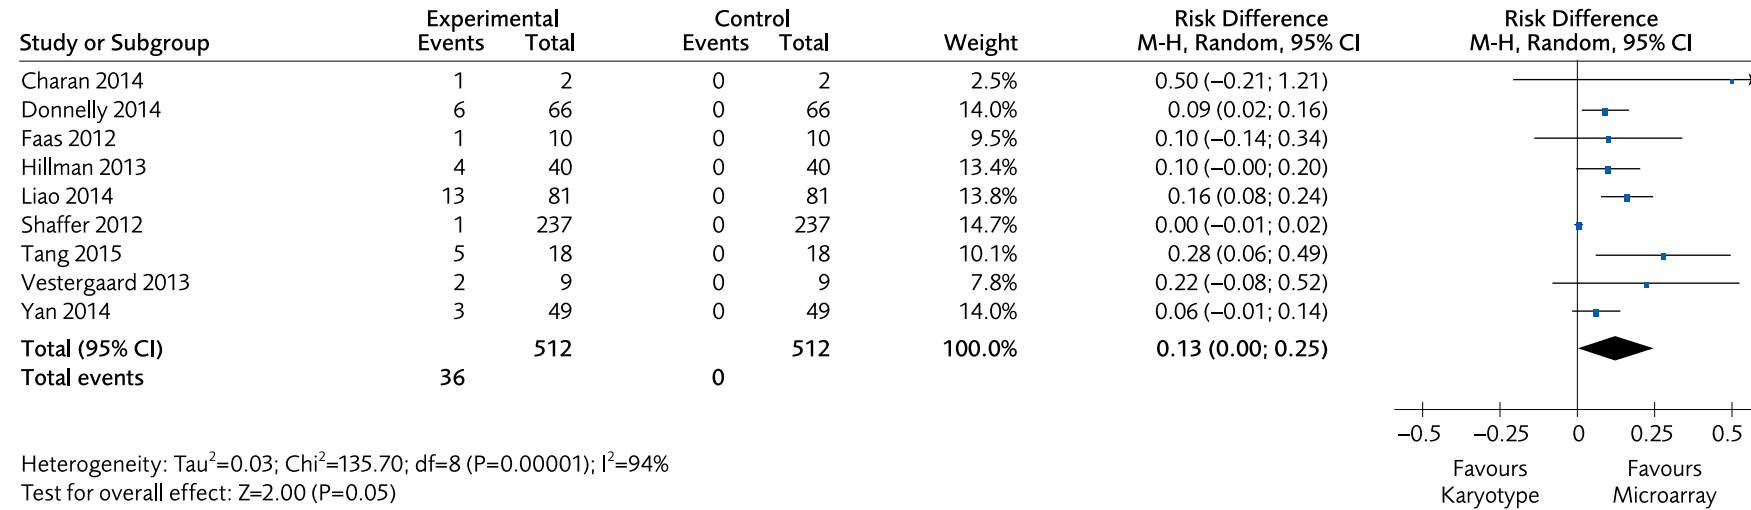 Experimental Control Risk Difference Risk Difference
Study or Subgroup Events Total Events Total Weight M-H, Random, 95% CI M-H, Random, 95% CI
Charan 2014 1 2 0 2 2.5% 0.50 (−0.21; 1.21)
Donnelly 2014 6 66 0 66 14.0% 0.09 (0.02; 0.16)
Faas 2012 1 10 0 10 9.5% 0.10 (−0.14; 0.34)
Hillman 2013 4 40 0 40 13.4% 0.10 (−0.00; 0.20)
Liao 2014 13 81 0 81 13.8% 0.16 (0.08; 0.24)
Shaffer 2012 1 237 0 237 14.7% 0.00 (−0.01; 0.02)
Tang 2015 5 18 0 18 10.1% 0.28 (0.06; 0.49)
Vestergaard 2013 2 9 0 9 7.8% 0.22 (−0.08; 0.52)
Yan 2014 3 49 0 49 14.0% 0.06 (−0.01; 0.14)
Total (95% CI) 512 512 100.0% 0.13 (0.00; 0.25)
Total events 36 0
−0.5 −0.25 0 0.25 0.5
Heterogeneity: Tau²=0.03; Chi²=135.70; df=8 (P=0.00001); I²=94% Favours Favours
Test for overall effect: Z=2.00 (P=0.05) Karyotype Microarray